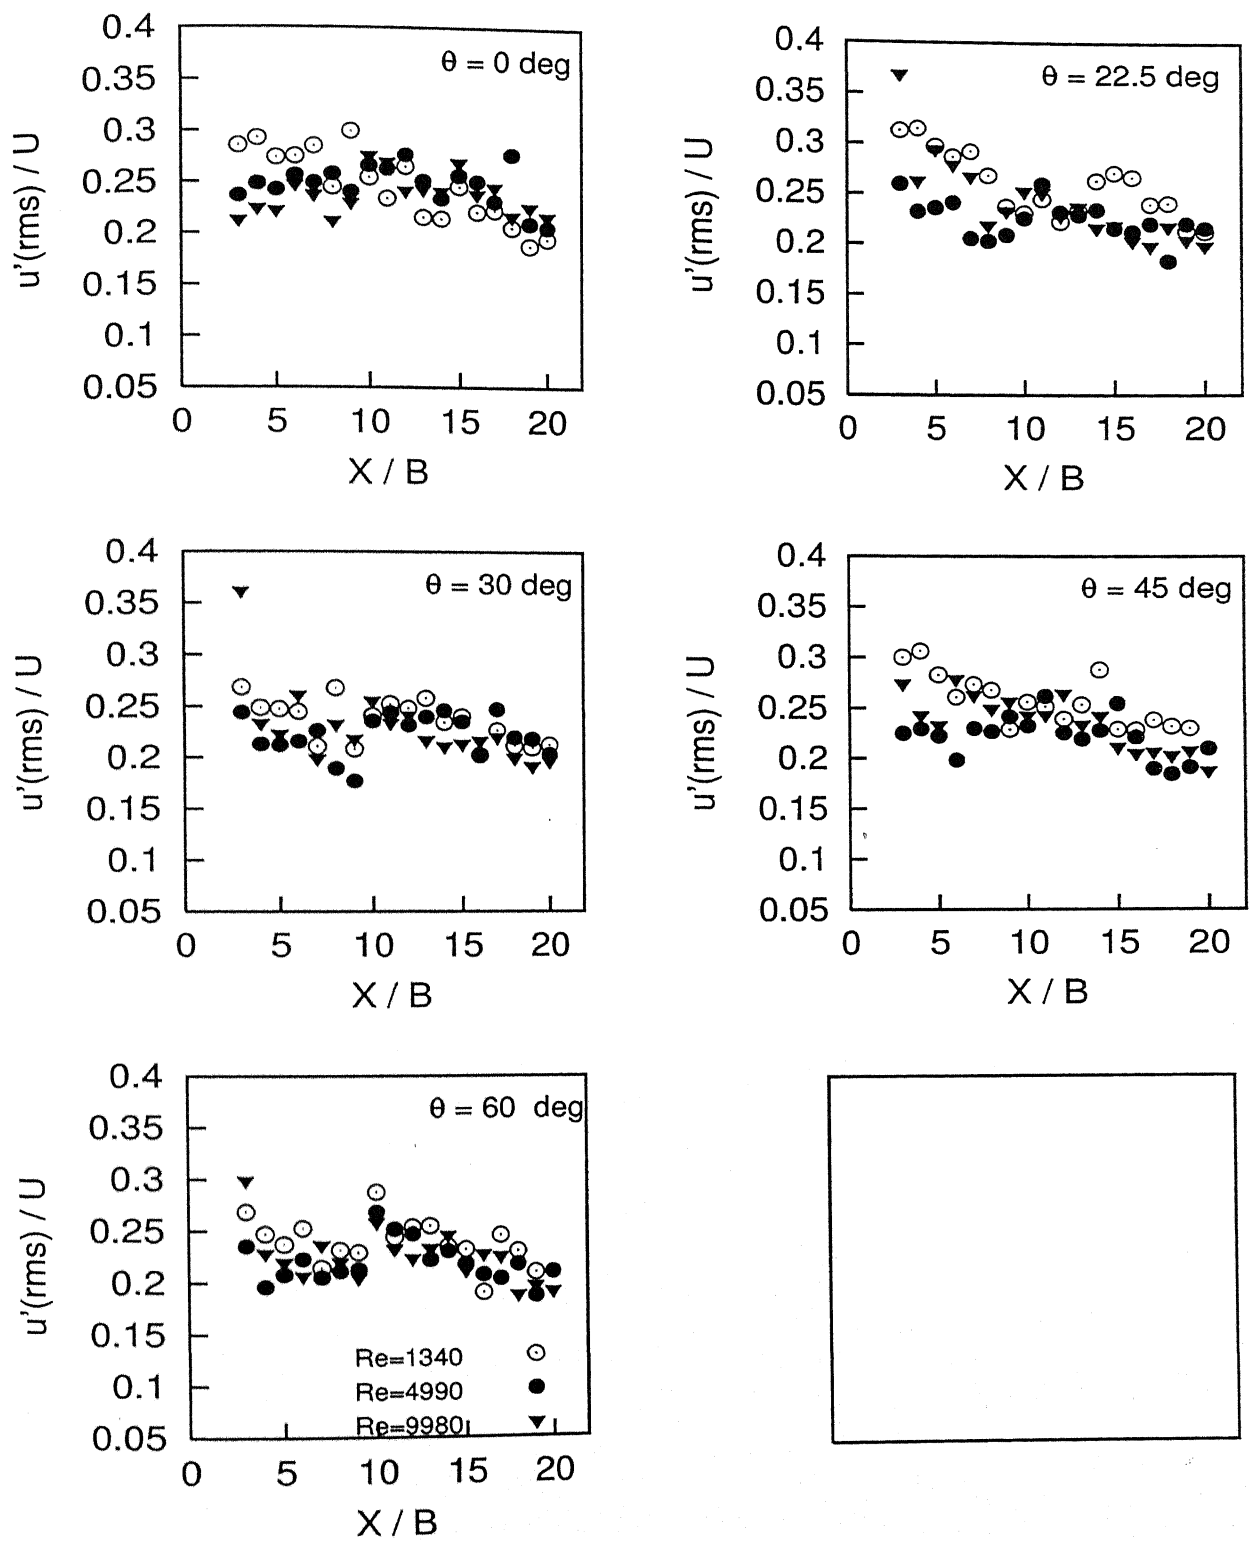 0.4
0.35
0.3
0.25
0.2
0.15
0.1
0.05
u'(rms) / U
θ = 0 deg
0 5 10 15 20
X / B
0.4
0.35
0.3
0.25
0.2
0.15
0.1
0.05
u'(rms) / U
θ = 22.5 deg
0 5 10 15 20
X / B
0.4
0.35
0.3
0.25
0.2
0.15
0.1
0.05
u'(rms) / U
θ = 30 deg
0 5 10 15 20
X / B
0.4
0.35
0.3
0.25
0.2
0.15
0.1
0.05
u'(rms) / U
θ = 45 deg
0 5 10 15 20
X / B
0.4
0.35
0.3
0.25
0.2
0.15
0.1
0.05
u'(rms) / U
θ = 60 deg
Re=1340
Re=4990
Re=9980
0 5 10 15 20
X / B